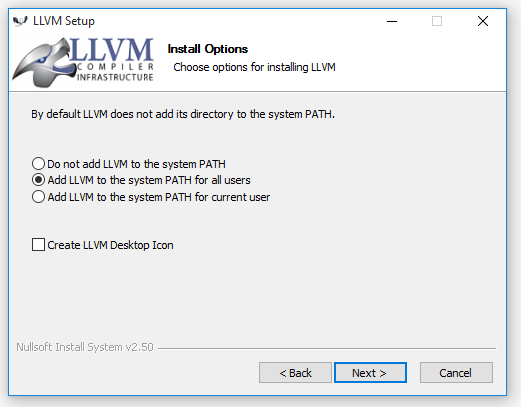 LLVM Setup
LLVM
COMPILER
INFRASTRUCTURE
Install Options
Choose options for installing LLVM
By default LLVM does not add its directory to the system PATH.
Do not add LLVM to the system PATH
Add LLVM to the system PATH for all users
Add LLVM to the system PATH for current user
Create LLVM Desktop Icon
Nullsoft Install System v2.50
< Back
Next >
Cancel